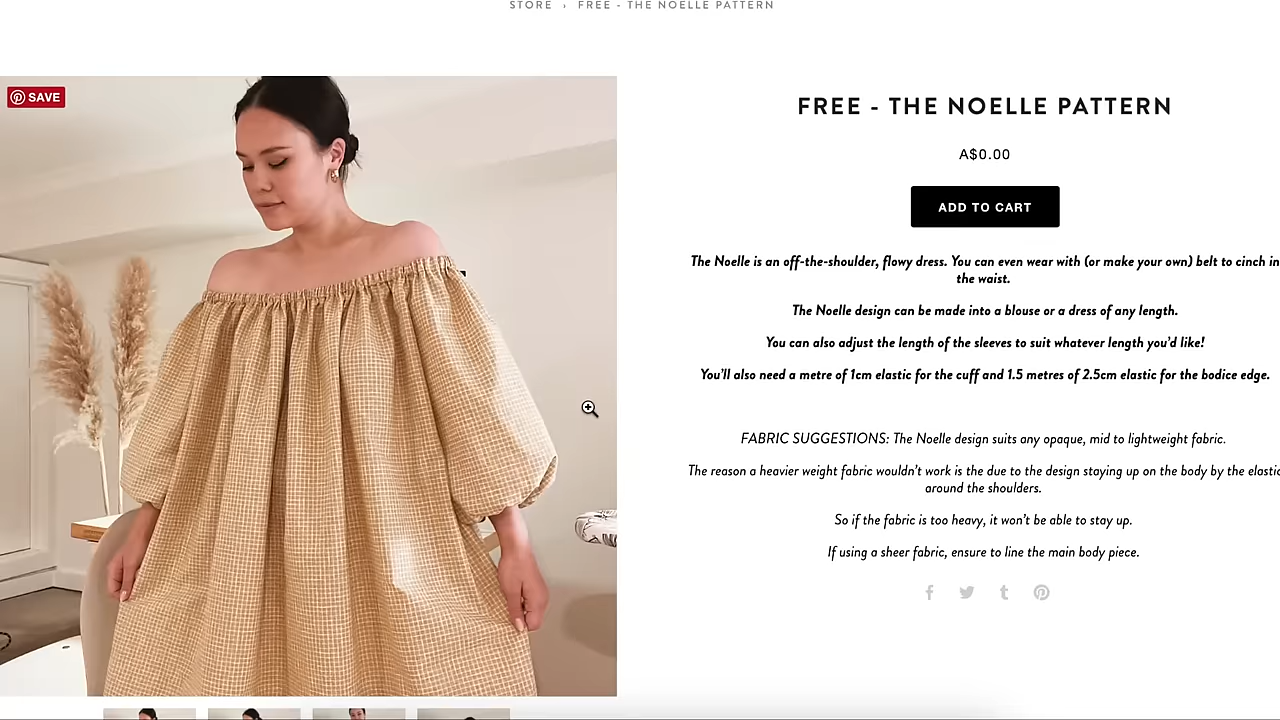 STORE › FREE - THE NOELLE PATTERN
SAVE
FREE - THE NOELLE PATTERN
A$0.00
ADD TO CART
The Noelle is an off-the-shoulder, flowy dress. You can even wear with (or make your own) belt to cinch in
the waist.
The Noelle design can be made into a blouse or a dress of any length.
You can also adjust the length of the sleeves to suit whatever length you’d like!
You’ll also need a metre of 1cm elastic for the cuff and 1.5 metres of 2.5cm elastic for the bodice edge.
FABRIC SUGGESTIONS: The Noelle design suits any opaque, mid to lightweight fabric.
The reason a heavier weight fabric wouldn’t work is the due to the design staying up on the body by the elastic
around the shoulders.
So if the fabric is too heavy, it won’t be able to stay up.
If using a sheer fabric, ensure to line the main body piece.